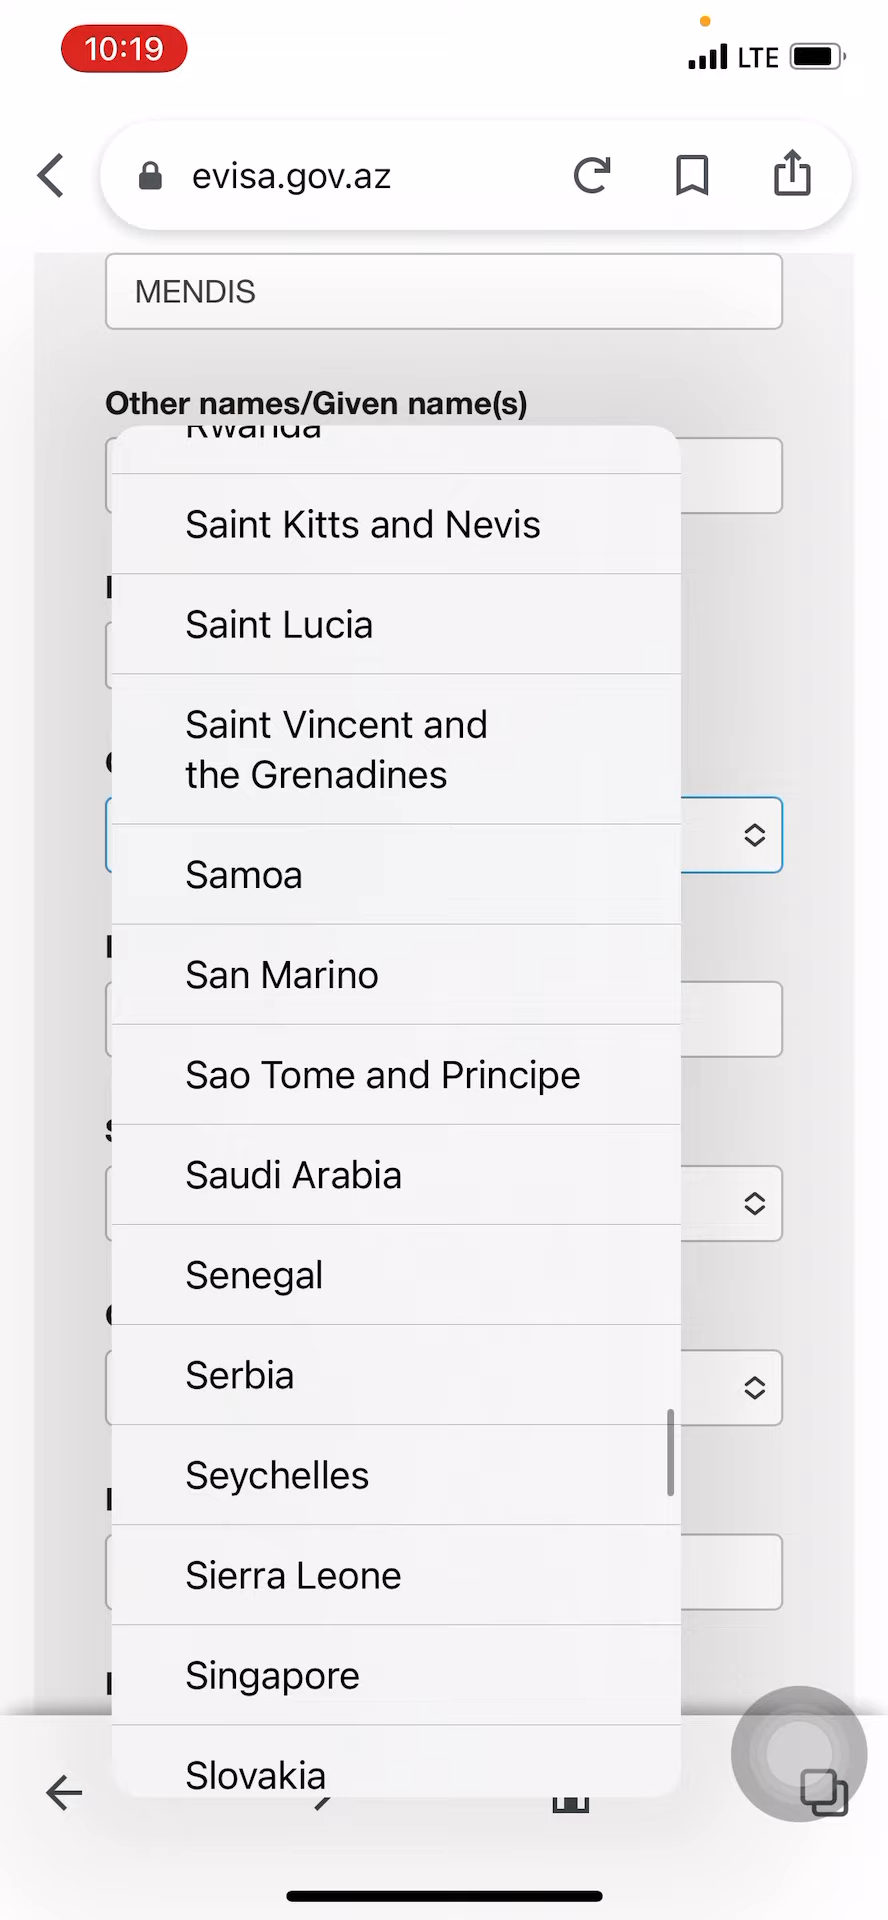 10:19
LTE
evisa.gov.az
MENDIS
Other names/Given name(s)
Rwanda
Saint Kitts and Nevis
Saint Lucia
Saint Vincent and
the Grenadines
Samoa
San Marino
Sao Tome and Principe
Saudi Arabia
Senegal
Serbia
Seychelles
Sierra Leone
Singapore
Slovakia